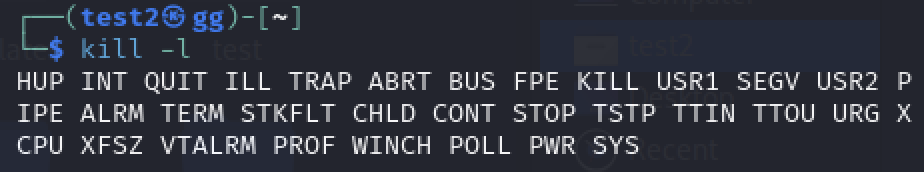 ┌──(test2㉿gg)-[~]
└─$ kill -l
HUP INT QUIT ILL TRAP ABRT BUS FPE KILL USR1 SEGV USR2 P
IPE ALRM TERM STKFLT CHLD CONT STOP TSTP TTIN TTOU URG X
CPU XFSZ VTALRM PROF WINCH POLL PWR SYS